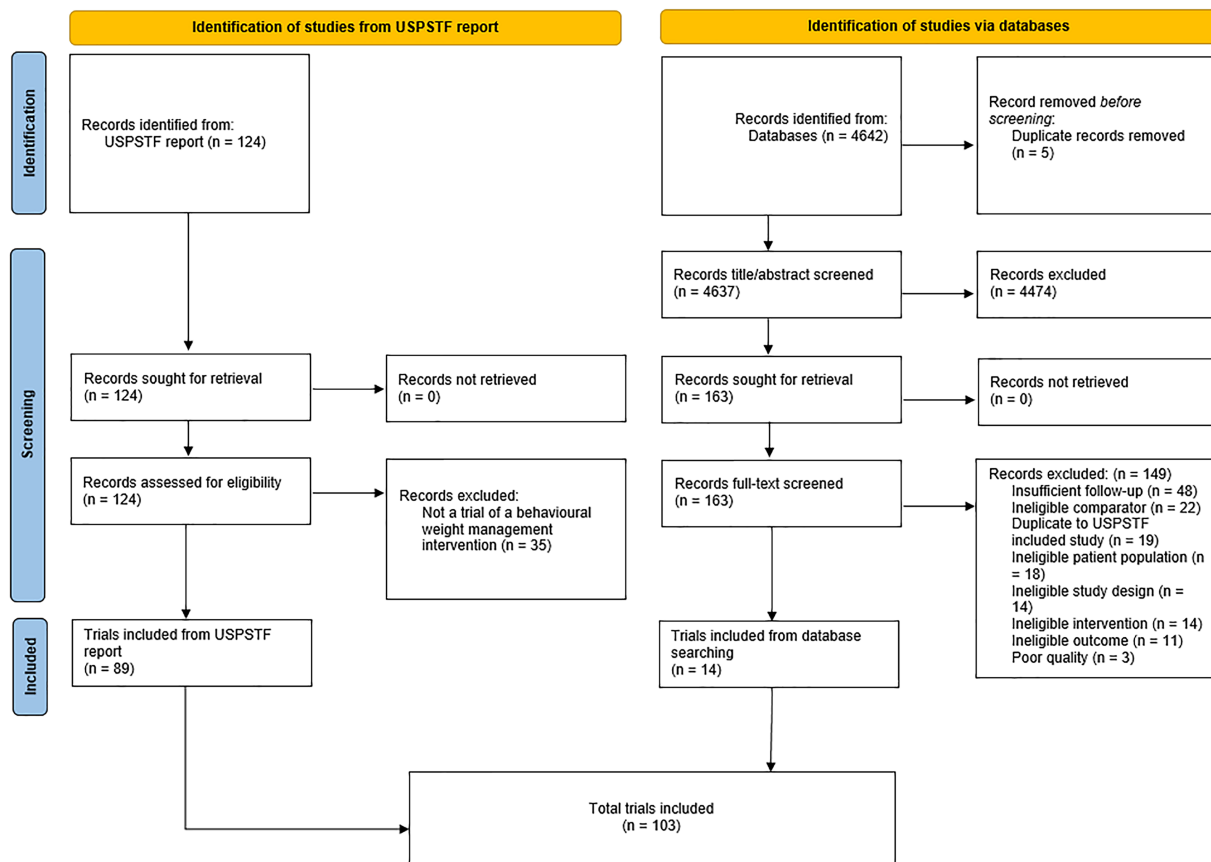 Identification of studies from USPSTF report
Identification of studies via databases
Identification
Records identified from:
USPSTF report (n = 124)
Records identified from:
Databases (n = 4642)
Record removed before
screening:
Duplicate records removed
(n = 5)
Screening
Records title/abstract screened
(n = 4637)
Records excluded
(n = 4474)
Records sought for retrieval
(n = 124)
Records not retrieved
(n = 0)
Records sought for retrieval
(n = 163)
Records not retrieved
(n = 0)
Records assessed for eligibility
(n = 124)
Records excluded:
Not a trial of a behavioural
weight management
intervention (n = 35)
Records full-text screened
(n = 163)
Records excluded: (n = 149)
Insufficient follow-up (n = 48)
Ineligible comparator (n = 22)
Duplicate to USPSTF
included study (n = 19)
Ineligible patient population (n
= 18)
Ineligible study design (n =
14)
Ineligible intervention (n = 14)
Ineligible outcome (n = 11)
Poor quality (n = 3)
Included
Trials included from USPSTF
report
(n = 89)
Trials included from database
searching
(n = 14)
Total trials included
(n = 103)